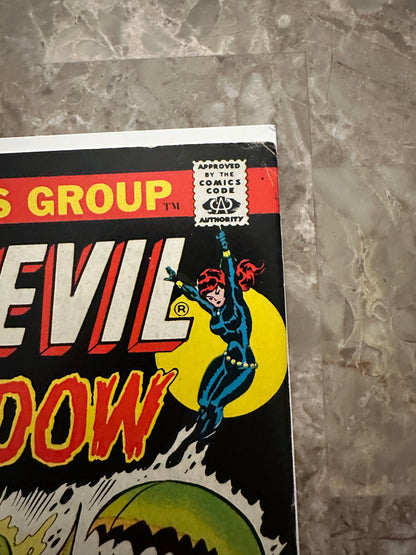 S GROUP TM
APPROVED
BY THE
COMICS
CODE
CA
AUTHORITY
EVIL ®
DOW